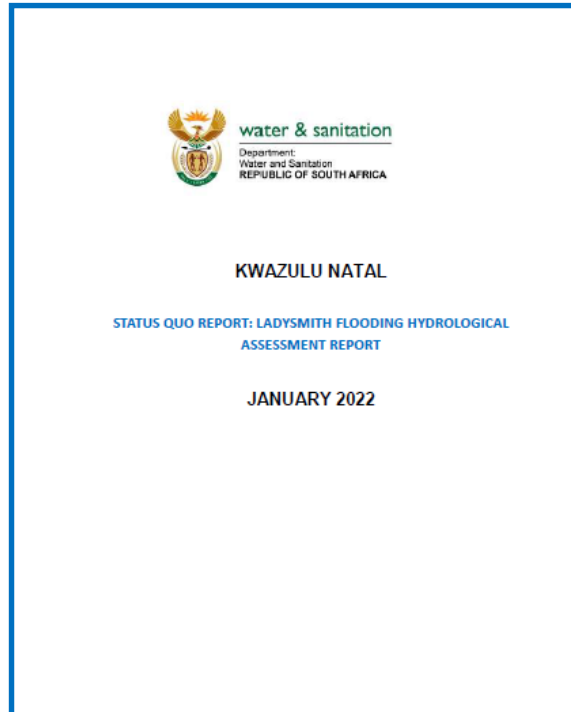 water & sanitation
Department:
Water and Sanitation
REPUBLIC OF SOUTH AFRICA
KWAZULU NATAL
STATUS QUO REPORT: LADYSMITH FLOODING HYDROLOGICAL
ASSESSMENT REPORT
JANUARY 2022